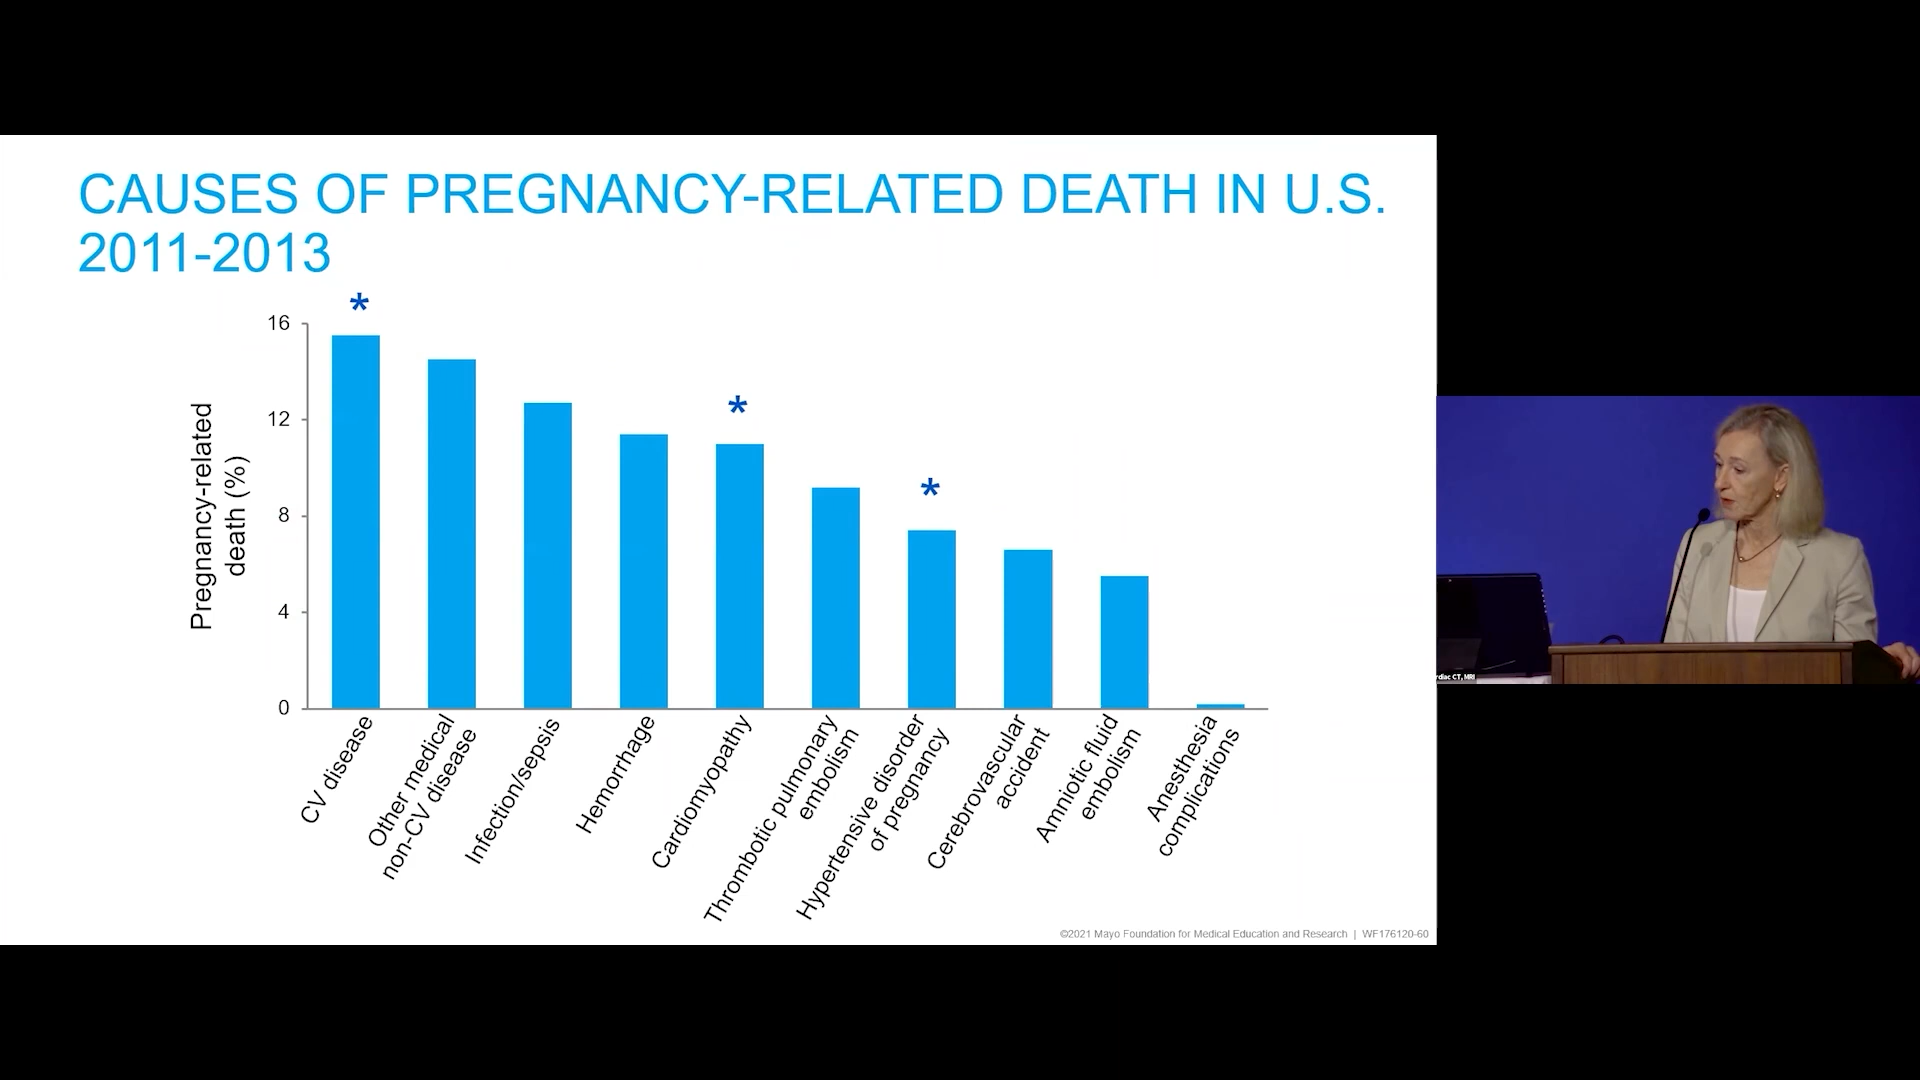 CAUSES OF PREGNANCY-RELATED DEATH IN U.S.
2011-2013
*
*
*
16
12
8
4
0
Pregnancy-related
death (%)
CV disease
Other medical
non-CV disease
Infection/sepsis
Hemorrhage
Cardiomyopathy
Thrombotic pulmonary
embolism
Hypertensive disorder
of pregnancy
Cerebrovascular
accident
Amniotic fluid
embolism
Anesthesia
complications
©2021 Mayo Foundation for Medical Education and Research | WF176120-60
CT, MRI